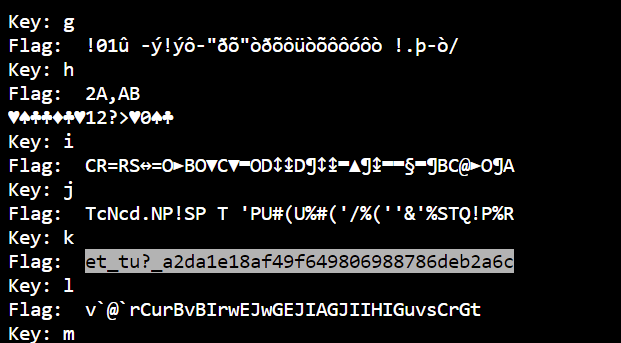 Key: g
Flag: !01û -ý!ýô-"ðõ"òðõôüòõôôóôò !.þ-ò/
Key: h
Flag: 2A,AB
♥♠♣♣♦♣♥12?>♥0♠♣
Key: i
Flag: CR=RS↔=O►BO▼C▼▬OD↕↨D¶↕↨▬▲¶↨▬▬§▬¶BC@►O¶A
Key: j
Flag: TcNcd.NP!SP T 'PU#(U%#('/%(''&'%STQ!P%R
Key: k
Flag: et_tu?_a2da1e18af49f649806988786deb2a6c
Key: l
Flag: v`@`rCurBvBIrwEJwGEJIAGJIIHIGuvsCrGt
Key: m